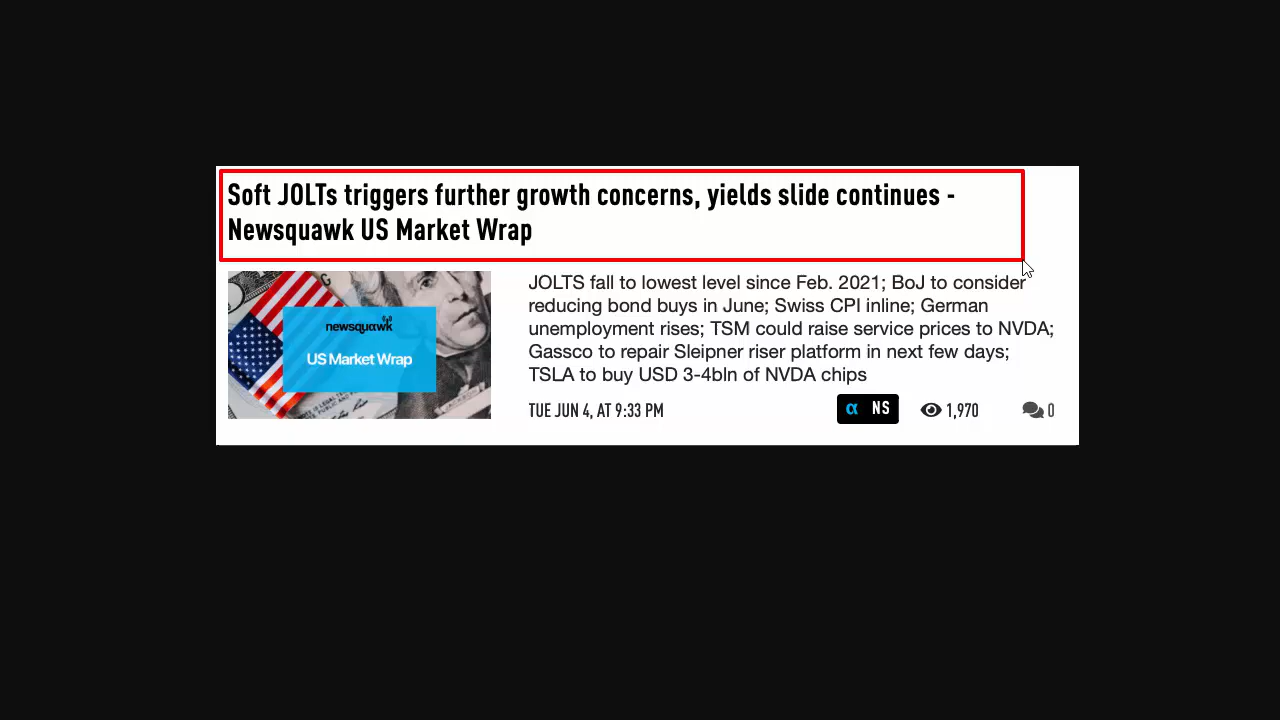 Soft JOLTs triggers further growth concerns, yields slide continues -
Newsquawk US Market Wrap
newsquawk
US Market Wrap
JOLTS fall to lowest level since Feb. 2021; BoJ to consider
reducing bond buys in June; Swiss CPI inline; German
unemployment rises; TSM could raise service prices to NVDA;
Gassco to repair Sleipner riser platform in next few days;
TSLA to buy USD 3-4bln of NVDA chips
TUE JUN 4, AT 9:33 PM
α NS
1,970
0